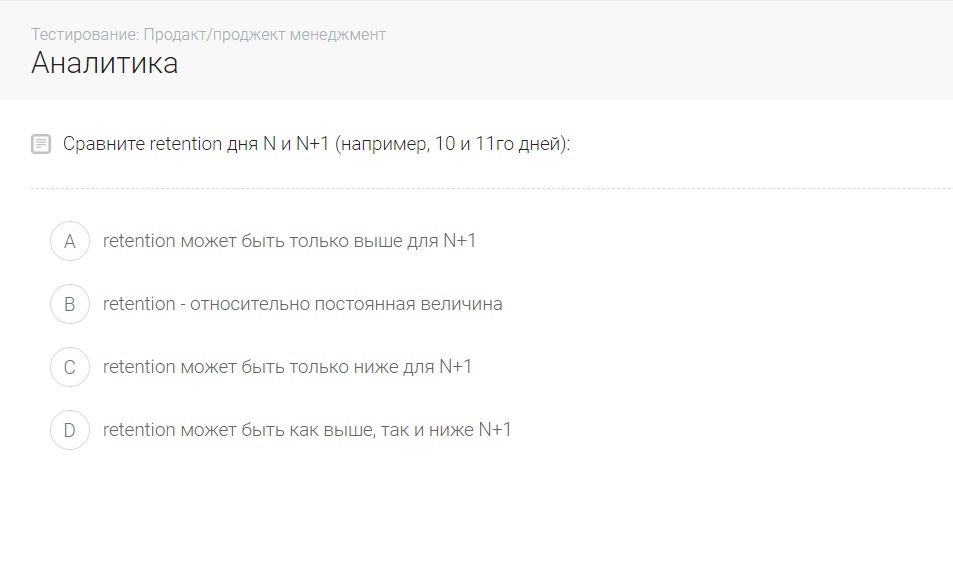 Тестирование: Продакт/проджект менеджмент
Аналитика
Сравните retention дня N и N+1 (например, 10 и 11го дней):
A retention может быть только выше для N+1
B retention - относительно постоянная величина
C retention может быть только ниже для N+1
D retention может быть как выше, так и ниже N+1